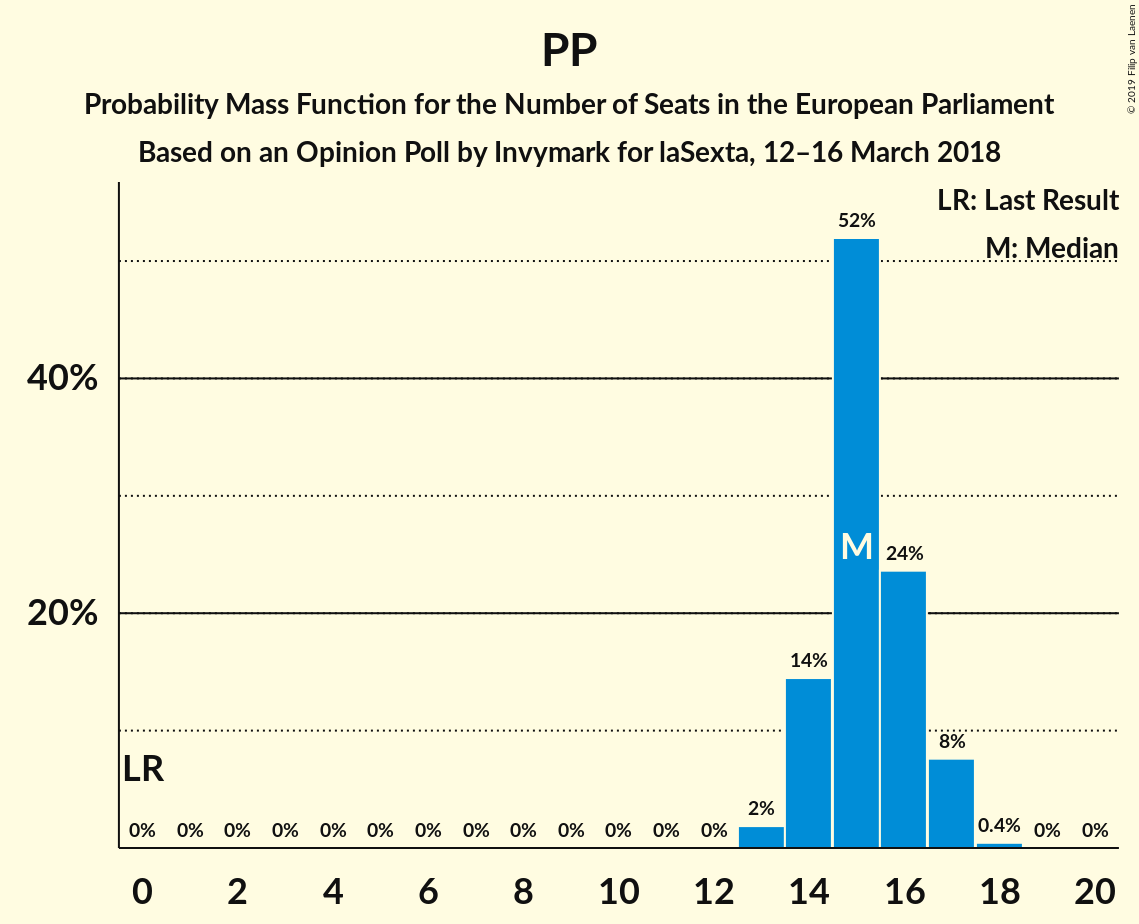 PP
Probability Mass Function for the Number of Seats in the European Parliament
Based on an Opinion Poll by Invymark for laSexta, 12–16 March 2018
© 2019 Filip van Laenen
LR: Last Result
M: Median
52%
40%
M
24%
20%
14%
8%
LR
2%
0.4%
0% 0% 0% 0% 0% 0% 0% 0% 0% 0% 0% 0% 0% 0% 0%
0 2 4 6 8 10 12 14 16 18 20